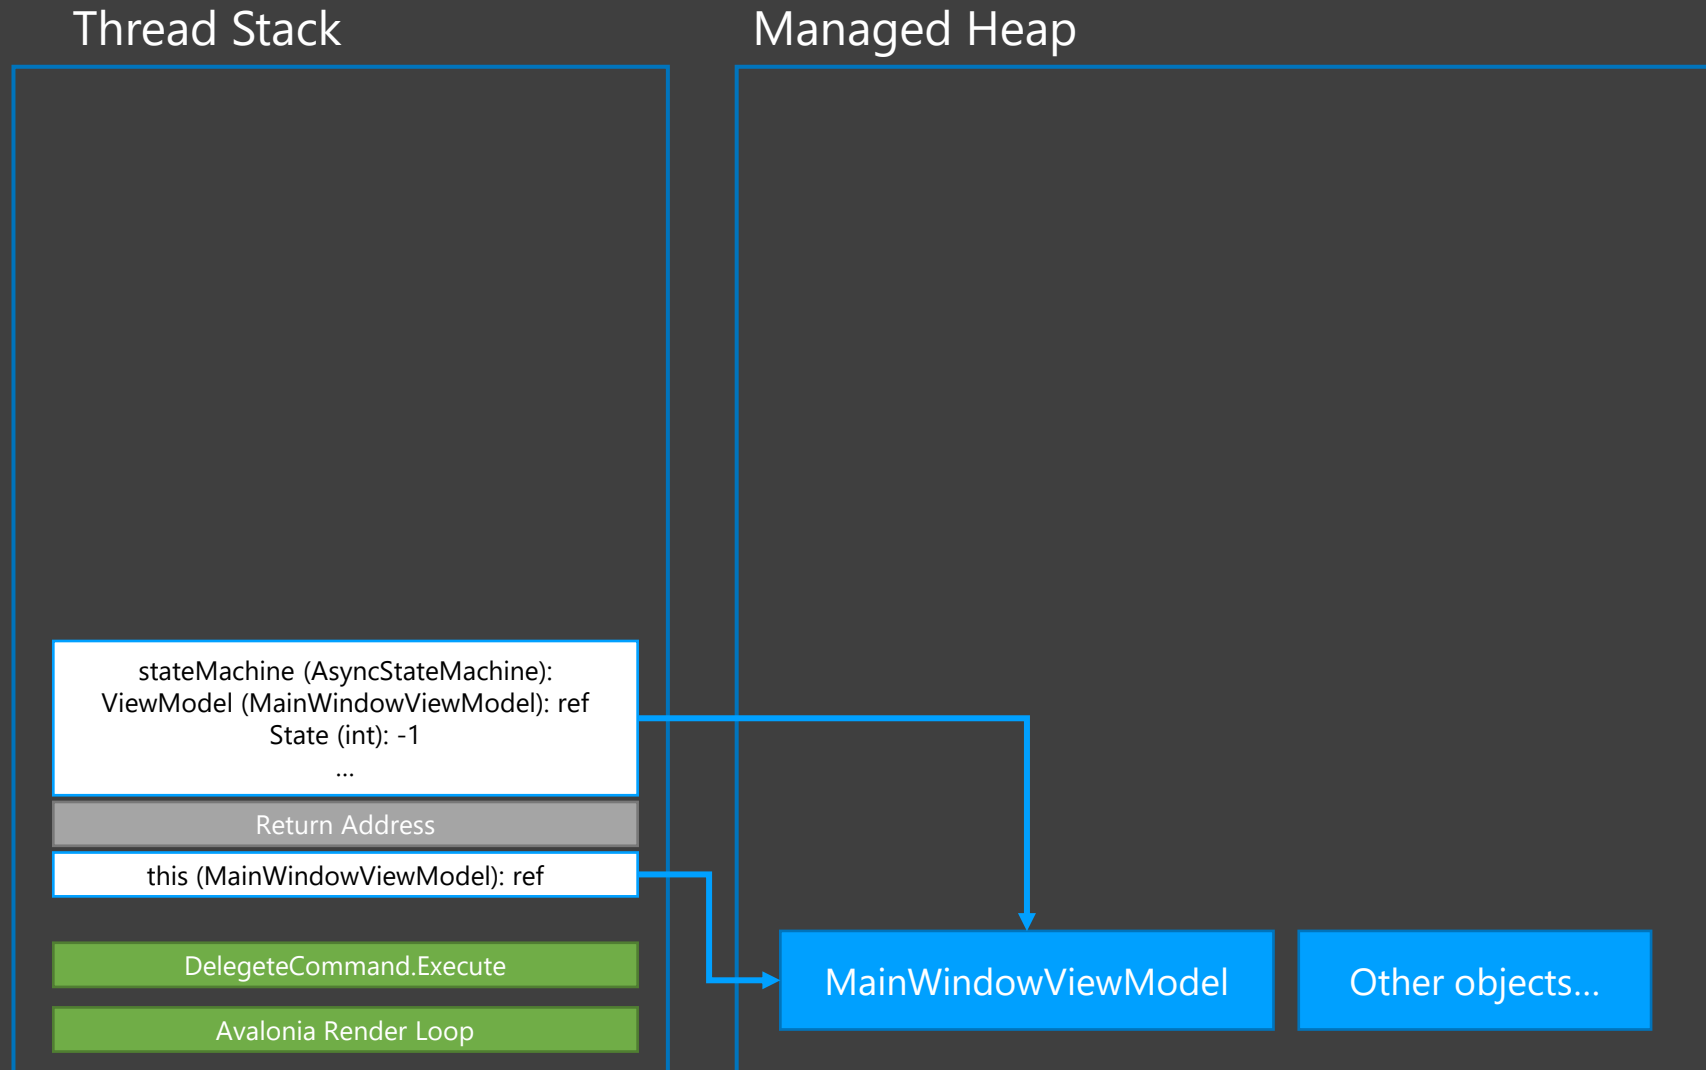 Thread Stack
Managed Heap
stateMachine (AsyncStateMachine):
ViewModel (MainWindowViewModel): ref
State (int): -1
...
Return Address
this (MainWindowViewModel): ref
DelegeteCommand.Execute
Avalonia Render Loop
MainWindowViewModel
Other objects...